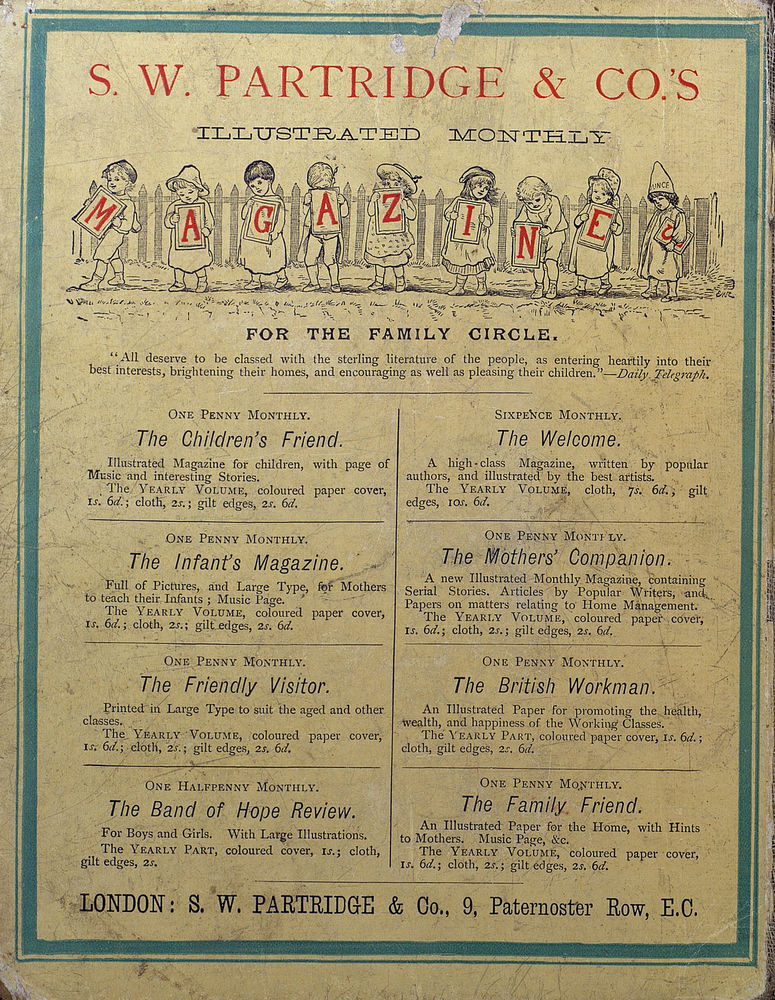 S. W. PARTRIDGE & CO.'S
ILLUSTRATED MONTHLY
MAGAZINES
DUNCE
FOR THE FAMILY CIRCLE.
"All deserve to be classed with the sterling literature of the people, as entering heartily into their
best interests, brightening their homes, and encouraging as well as pleasing their children."—Daily Telegraph.
ONE PENNY MONTHLY.
The Children's Friend.
Illustrated Magazine for children, with page of
Music and interesting Stories.
The YEARLY VOLUME, coloured paper cover,
1s. 6d.; cloth, 2s.; gilt edges, 2s. 6d.
ONE PENNY MONTHLY.
The Infant's Magazine.
Full of Pictures, and Large Type, for Mothers
to teach their Infants; Music Page.
The YEARLY VOLUME, coloured paper cover,
1s. 6d.; cloth, 2s.; gilt edges, 2s. 6d.
ONE PENNY MONTHLY.
The Friendly Visitor.
Printed in Large Type to suit the aged and other
classes.
The YEARLY VOLUME, coloured paper cover,
1s. 6d.; cloth, 2s.; gilt edges, 2s. 6d.
ONE HALFPENNY MONTHLY.
The Band of Hope Review.
For Boys and Girls. With Large Illustrations.
The YEARLY PART, coloured cover, 1s.; cloth,
gilt edges, 2s.
SIXPENCE MONTHLY.
The Welcome.
A high-class Magazine, written by popular
authors, and illustrated by the best artists.
The YEARLY VOLUME, cloth, 7s. 6d.; gilt
edges, 10s. 6d.
ONE PENNY MONTHLY.
The Mothers' Companion.
A new Illustrated Monthly Magazine, containing
Serial Stories. Articles by Popular Writers, and
Papers on matters relating to Home Management.
The YEARLY VOLUME, coloured paper cover,
1s. 6d.; cloth, 2s.; gilt edges, 2s. 6d.
ONE PENNY MONTHLY.
The British Workman.
An Illustrated Paper for promoting the health,
wealth, and happiness of the Working Classes.
The YEARLY PART, coloured paper cover, 1s. 6d.;
cloth, gilt edges, 2s. 6d.
ONE PENNY MONTHLY.
The Family Friend.
An Illustrated Paper for the Home, with Hints
to Mothers. Music Page, &c.
The YEARLY VOLUME, coloured paper cover,
1s. 6d.; cloth, 2s.; gilt edges, 2s. 6d.
LONDON: S. W. PARTRIDGE & Co., 9, Paternoster Row, E.C.